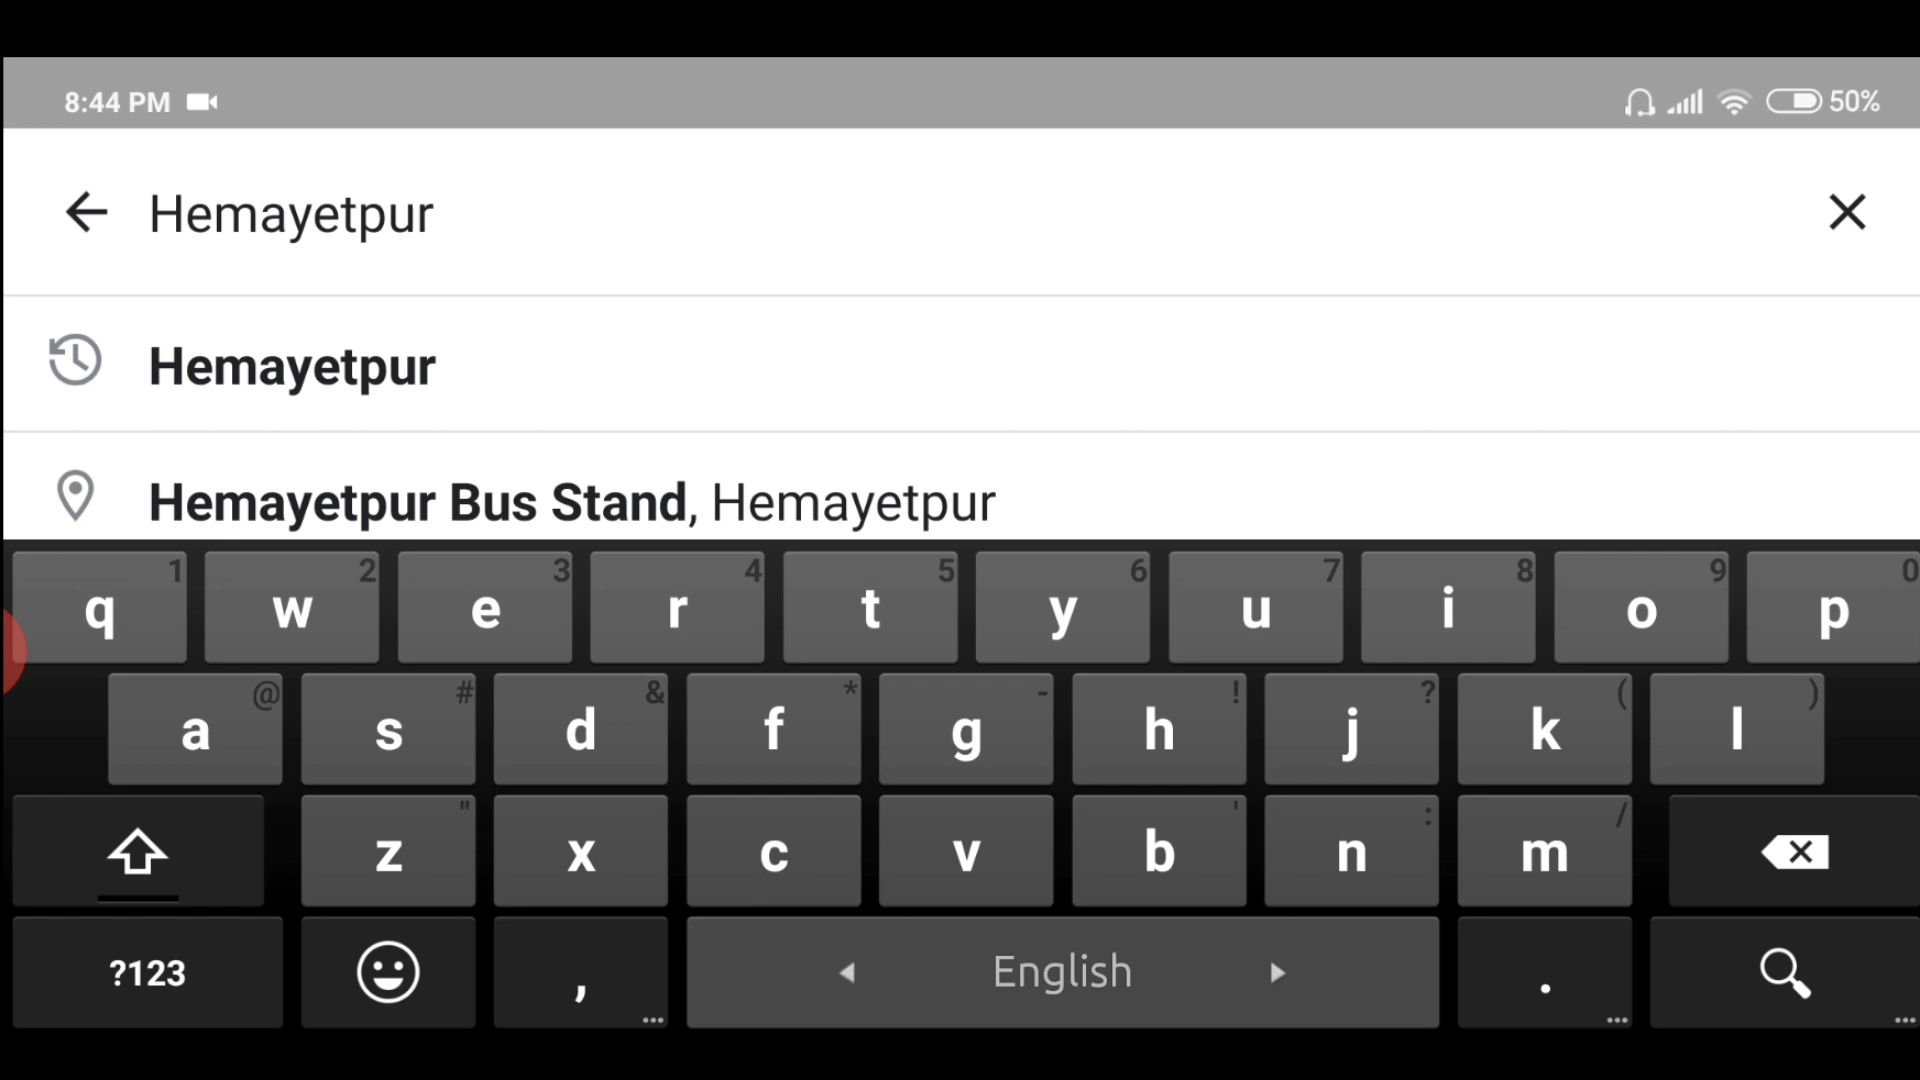 8:44 PM 50%
Hemayetpur
Hemayetpur
Hemayetpur Bus Stand, Hemayetpur
1 2 3 4 5 6 7 8 9 0
q w e r t y u i o p
@ # & * - ! ? ( )
a s d f g h j k l
" ' : /
z x c v b n m
?123 , English .